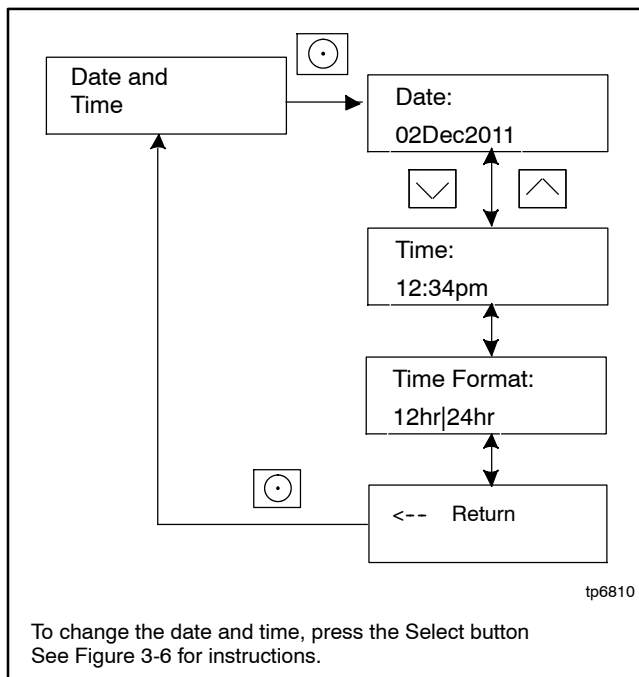 Date and
Time
Date:
02Dec2011
Time:
12:34pm
Time Format:
12hr|24hr
<-- Return
tp6810
To change the date and time, press the Select button
See Figure 3-6 for instructions.